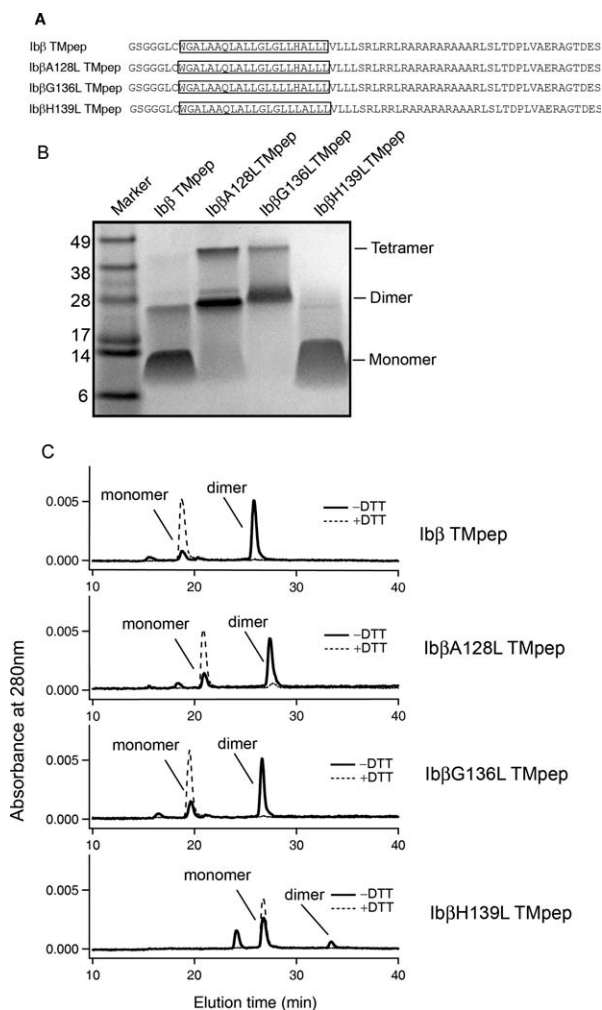 A
Ibβ TMpep GSGGGLCWGALAAQLALLGLGLLHALLLVLLLSRLRRLRARARARAAARLSLTDPLVAERAGTDES
IbβA128L TMpep GSGGGLCWGALALQLALLGLGLLHALLLVLLLSRLRRLRARARARAAARLSLTDPLVAERAGTDES
IbβG136L TMpep GSGGGLCWGALAAQLALLGLLLLHALLLVLLLSRLRRLRARARARAAARLSLTDPLVAERAGTDES
IbβH139L TMpep GSGGGLCWGALAAQLALLGLGLLLALLLVLLLSRLRRLRARARARAAARLSLTDPLVAERAGTDES
B
Marker
Ibβ TMpep
IbβA128LTMpep
IbβG136LTMpep
IbβH139LTMpep
49
38
28
17
14
6
Tetramer
Dimer
Monomer
C
Absorbance at 280nm
monomer
dimer
−DTT
+DTT
0.005
0.000
10 20 30 40
Ibβ TMpep
monomer
dimer
−DTT
+DTT
0.005
0.000
10 20 30 40
IbβA128L TMpep
monomer
dimer
−DTT
+DTT
0.005
0.000
10 20 30 40
IbβG136L TMpep
monomer
dimer
−DTT
+DTT
0.005
0.000
10 20 30 40
IbβH139L TMpep
Elution time (min)